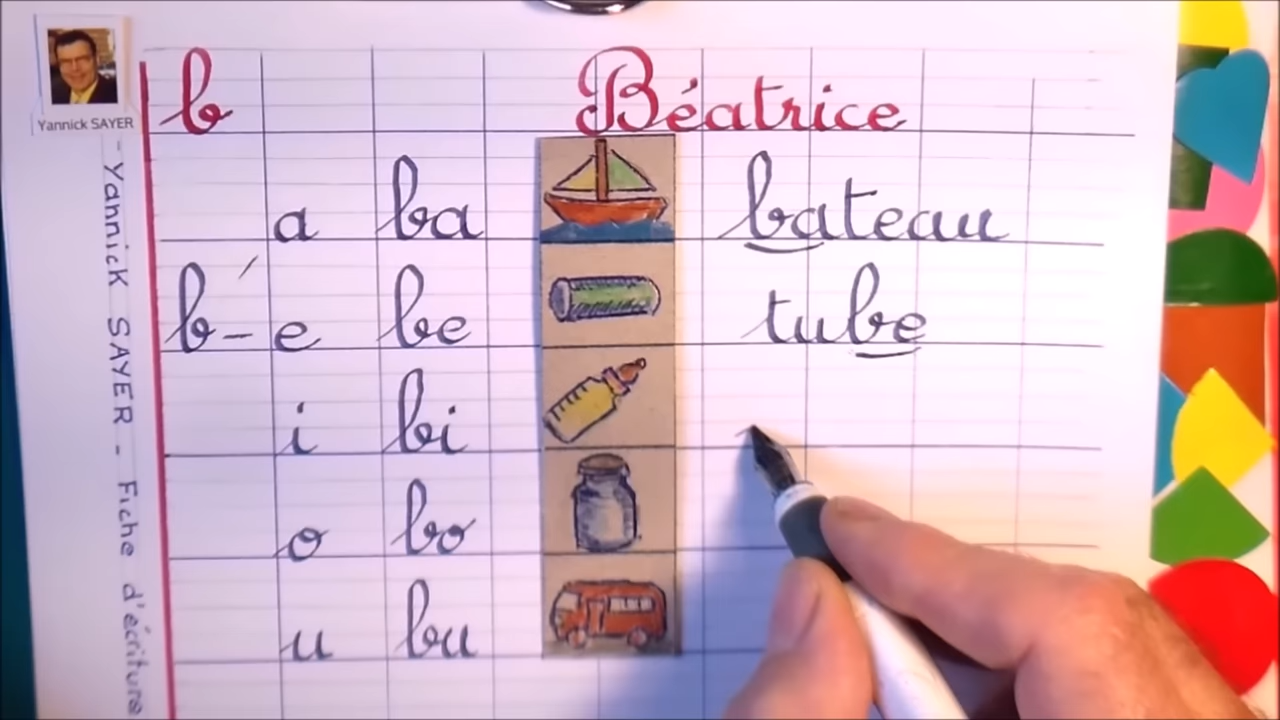 Yannick SAYER
b Béatrice
a ba bateau
b - é e be tube
i bi
o bo
u bu
- Yannick SAYER - Fiche d'écriture